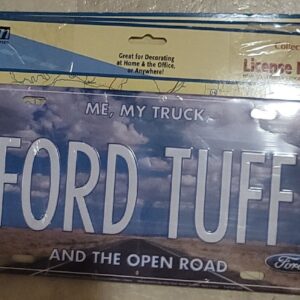 Great for Decorating
at Home & the Office,
or Anywhere!
License
ME, MY TRUCK,
FORD TUFF
AND THE OPEN ROAD
Ford